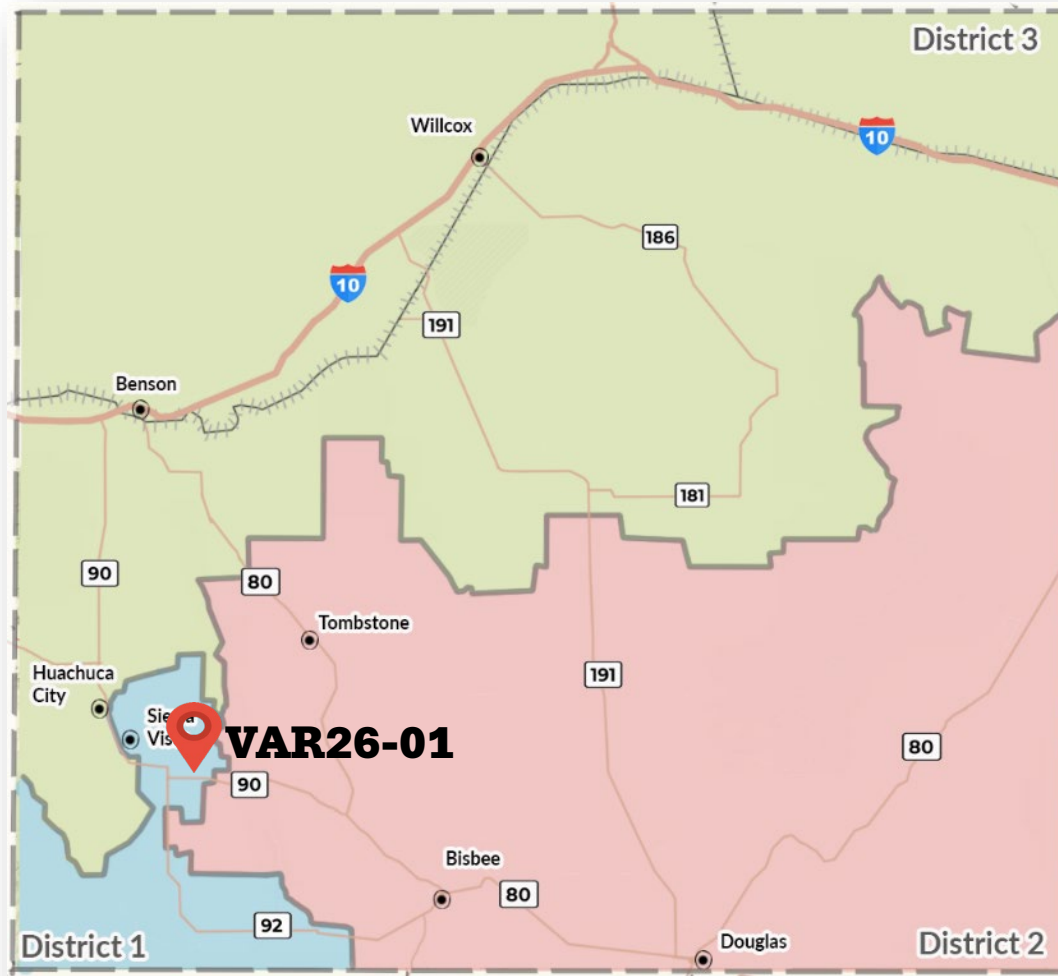 District 3
Willcox
10
186
10
191
Benson
181
90
80
Tombstone
Huachuca
City
191
VAR26-01
80
90
Bisbee
80
92
Douglas
District 1
District 2